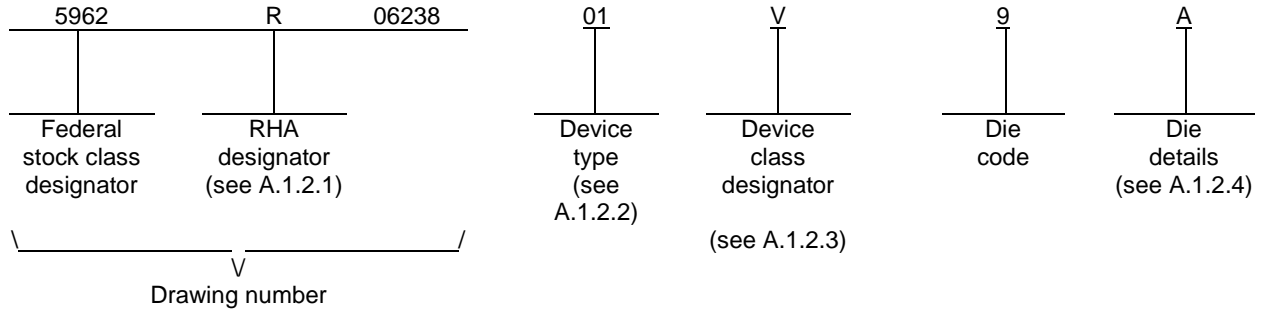 5962 R 06238 01 V 9 A
Federal stock class designator
RHA designator (see A.1.2.1)
Device type (see A.1.2.2)
Device class designator (see A.1.2.3)
Die code
Die details (see A.1.2.4)
\ /
\/
Drawing number